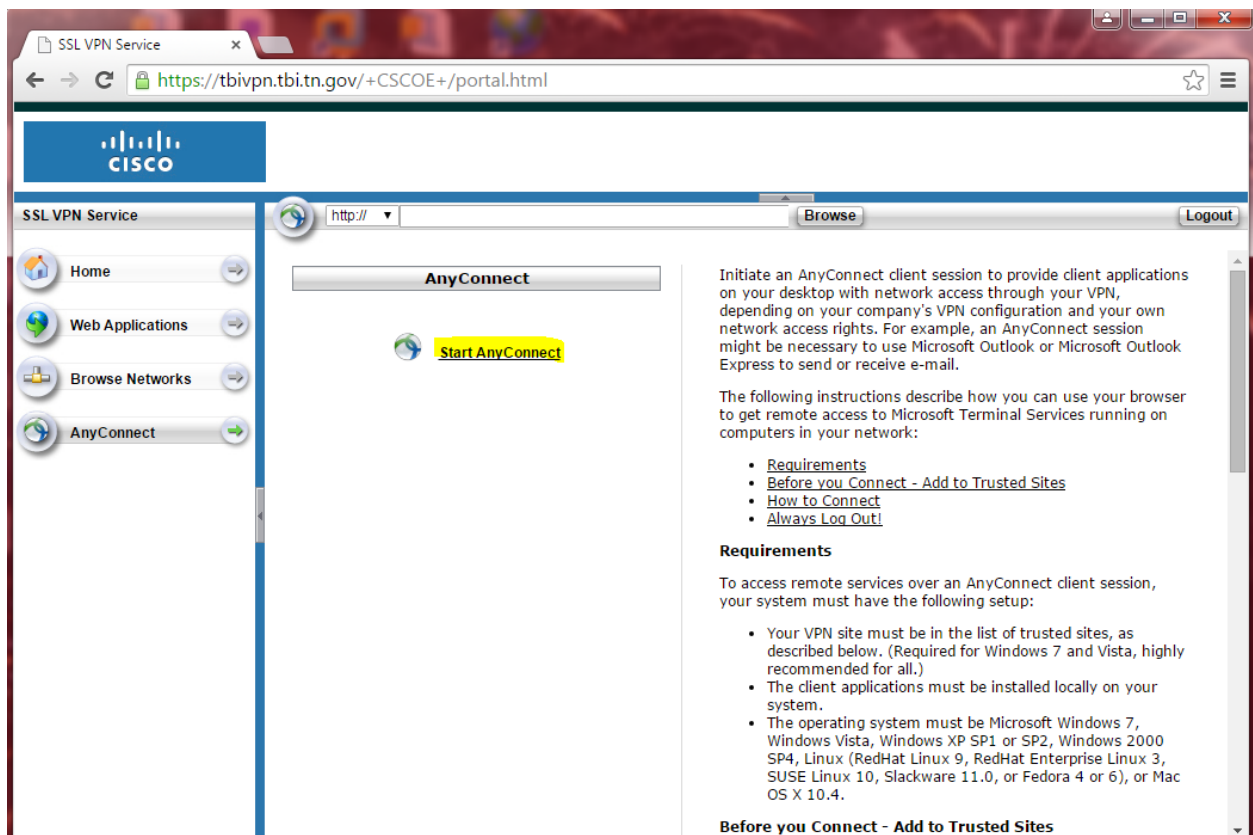 SSL VPN Service
https://tbivpn.tbi.tn.gov/+CSCOE+/portal.html
CISCO
SSL VPN Service
http://
Browse
Logout
Home
Web Applications
Browse Networks
AnyConnect
AnyConnect
Start AnyConnect
Initiate an AnyConnect client session to provide client applications
on your desktop with network access through your VPN,
depending on your company's VPN configuration and your own
network access rights. For example, an AnyConnect session
might be necessary to use Microsoft Outlook or Microsoft Outlook
Express to send or receive e-mail.
The following instructions describe how you can use your browser
to get remote access to Microsoft Terminal Services running on
computers in your network:
• Requirements
• Before you Connect - Add to Trusted Sites
• How to Connect
• Always Log Out!
Requirements
To access remote services over an AnyConnect client session,
your system must have the following setup:
• Your VPN site must be in the list of trusted sites, as
described below. (Required for Windows 7 and Vista, highly
recommended for all.)
• The client applications must be installed locally on your
system.
• The operating system must be Microsoft Windows 7,
Windows Vista, Windows XP SP1 or SP2, Windows 2000
SP4, Linux (RedHat Linux 9, RedHat Enterprise Linux 3,
SUSE Linux 10, Slackware 11.0, or Fedora 4 or 6), or Mac
OS X 10.4.
Before you Connect - Add to Trusted Sites